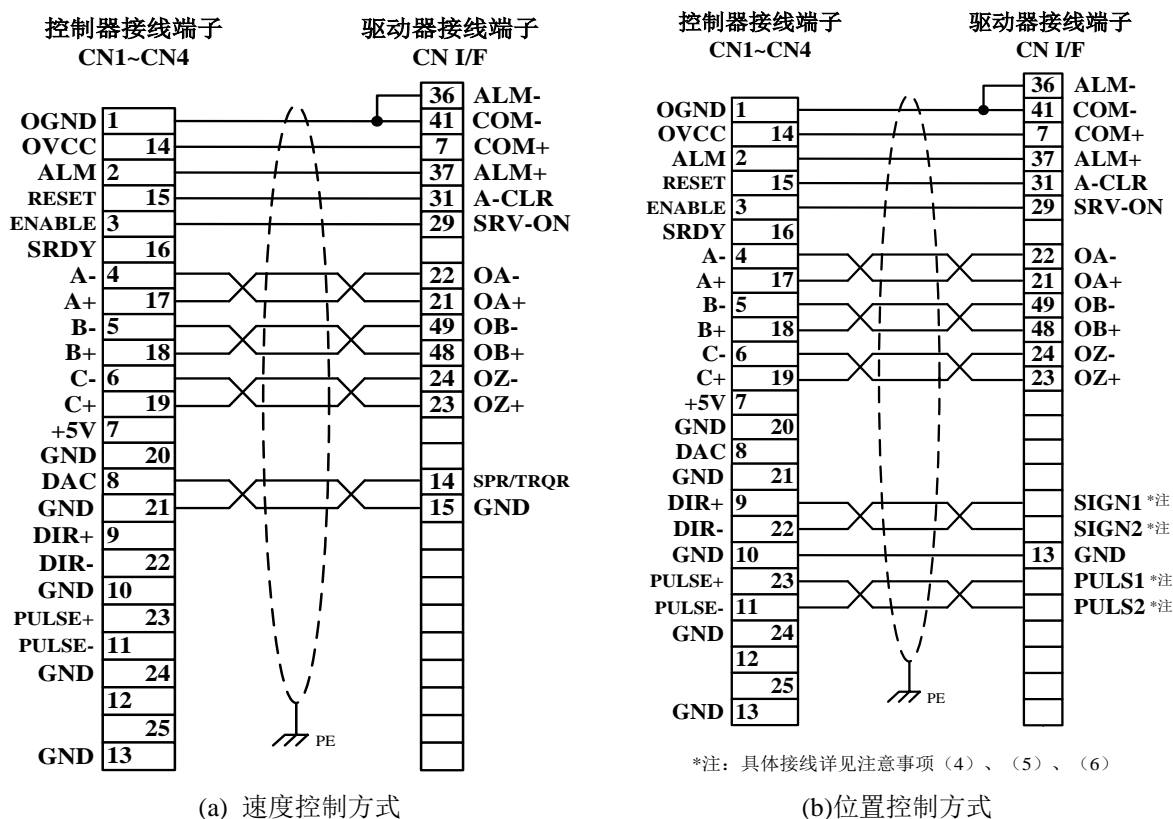 控制器接线端子 驱动器接线端子
CN1~CN4 CN I/F
36 ALM-
OGND 1 41 COM-
OVCC 14 7 COM+
ALM 2 37 ALM+
RESET 15 31 A-CLR
ENABLE 3 29 SRV-ON
SRDY 16
A- 4 22 OA-
A+ 17 21 OA+
B- 5 49 OB-
B+ 18 48 OB+
C- 6 24 OZ-
C+ 19 23 OZ+
+5V 7
GND 20
DAC 8 14 SPR/TRQR
GND 21 15 GND
DIR+ 9
DIR- 22
GND 10
PULSE+ 23
PULSE- 11
GND 24
12
25
GND 13
PE
(a) 速度控制方式
控制器接线端子 驱动器接线端子
CN1~CN4 CN I/F
36 ALM-
OGND 1 41 COM-
OVCC 14 7 COM+
ALM 2 37 ALM+
RESET 15 31 A-CLR
ENABLE 3 29 SRV-ON
SRDY 16
A- 4 22 OA-
A+ 17 21 OA+
B- 5 49 OB-
B+ 18 48 OB+
C- 6 24 OZ-
C+ 19 23 OZ+
+5V 7
GND 20
DAC 8
GND 21
DIR+ 9 SIGN1 *注
DIR- 22 SIGN2 *注
GND 10 13 GND
PULSE+ 23 PULS1 *注
PULSE- 11 PULS2 *注
GND 24
12
25
GND 13
PE
*注：具体接线详见注意事项（4）、（5）、（6）
(b)位置控制方式